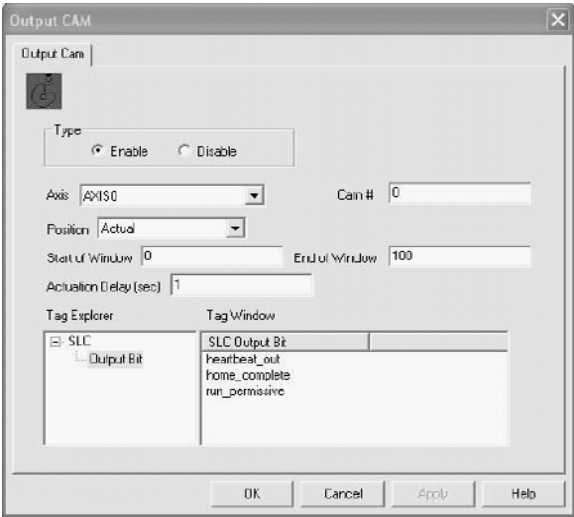 Output CAM
Output Cam
Type
Enable Disable
Axis AXIS0 Cam # 0
Position Actual
Start of Window 0 End of Window 100
Actuation Delay (sec) 1
Tag Explorer Tag Window
SLC SLC Output Bit
Output Bit heartbeat_out
home_complete
run_permissive
OK Cancel Apply Help